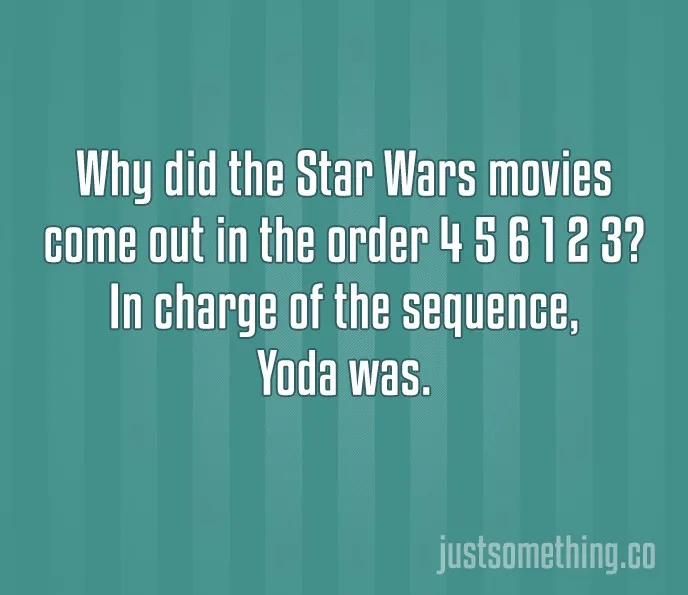 Why did the Star Wars movies
come out in the order 4 5 6 1 2 3?
In charge of the sequence,
Yoda was.
justsomething.co